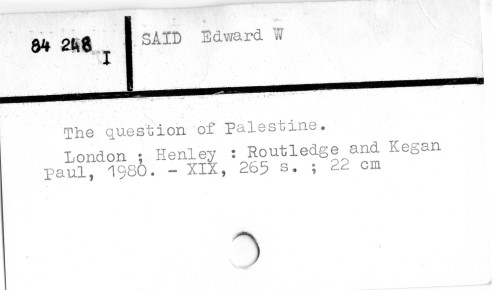 84 248 I
SAID Edward W
The question of Palestine.
London ; Henley : Routledge and Kegan
Paul, 1980. - XIX, 265 s. ; 22 cm